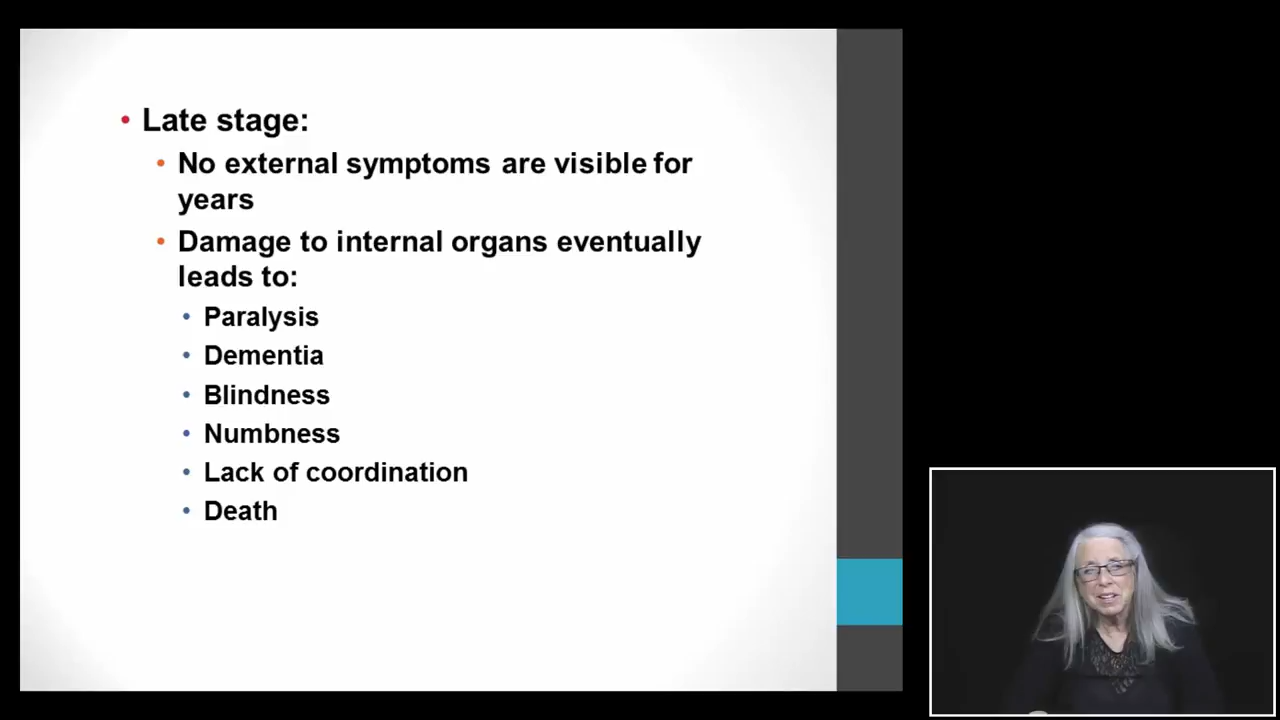 • Late stage:
• No external symptoms are visible for
years
• Damage to internal organs eventually
leads to:
• Paralysis
• Dementia
• Blindness
• Numbness
• Lack of coordination
• Death